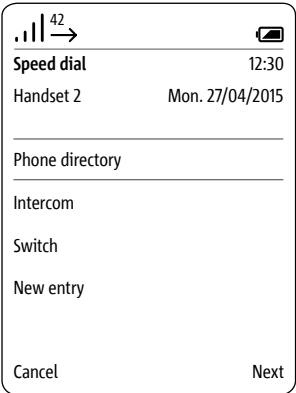 42
Speed dial 12:30
Handset 2 Mon. 27/04/2015
Phone directory
Intercom
Switch
New entry
Cancel Next